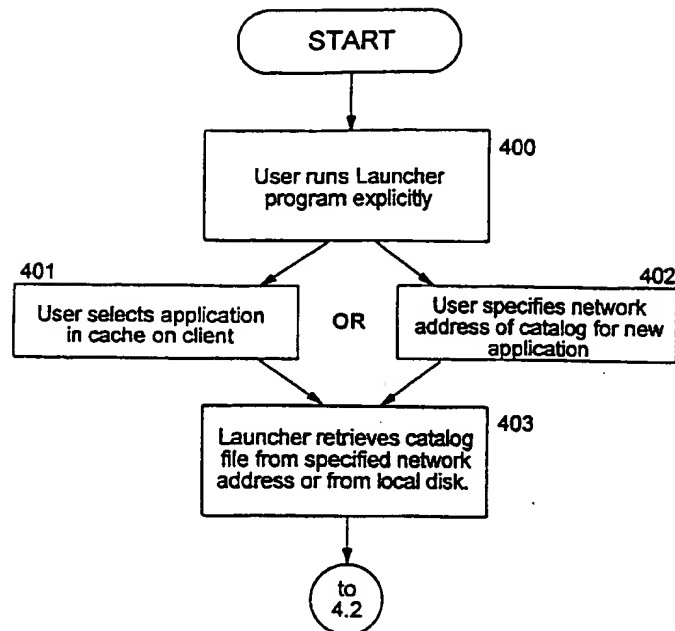 START
400
User runs Launcher
program explicitly
401
402
User selects application
in cache on client
OR
User specifies network
address of catalog for new
application
403
Launcher retrieves catalog
file from specified network
address or from local disk.
to
4.2